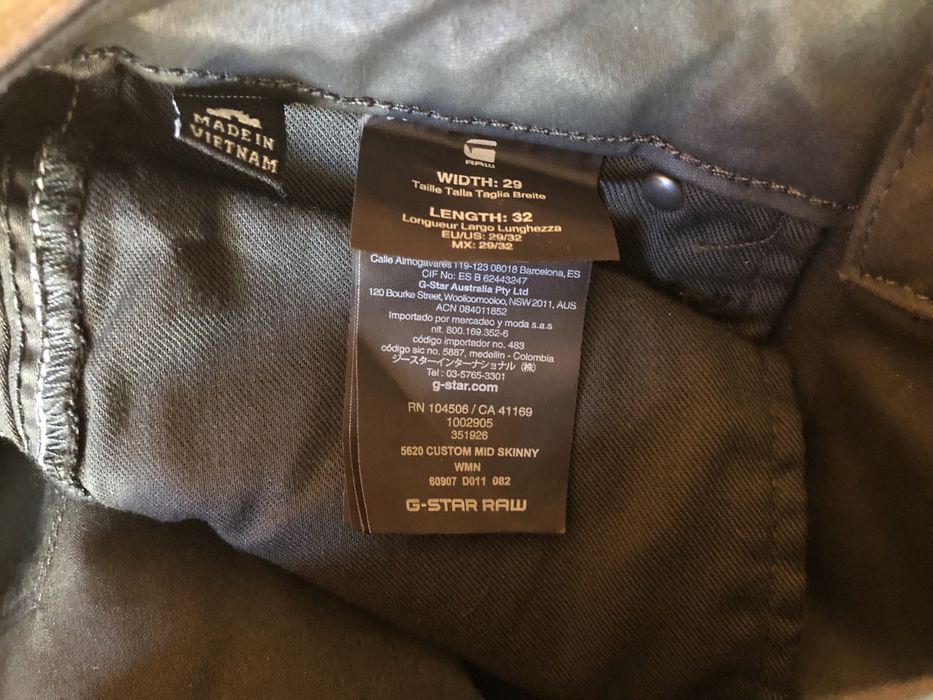 MADE IN
VIETNAM
RAW
WIDTH: 29
Taille Talla Taglia Breite
LENGTH: 32
Longueur Largo Lunghezza
EU/US: 29/32
MX: 29/32
Calle Almogavares 119-123 08018 Barcelona, ES
CIF No: ES B 62443247
G-Star Australia Pty Ltd
120 Bourke Street, Woolloomooloo, NSW 2011, AUS
ACN 084011852
Importado por mercadeo y moda s.a.s
nit. 800.169.352-6
código importador no. 483
código sic no. 5887, medellin - Colombia
ジースターインターナショナル (株)
Tel : 03-5765-3301
g-star.com
RN 104506 / CA 41169
1002905
351926
5620 CUSTOM MID SKINNY
WMN
60907 D011 082
G-STAR RAW